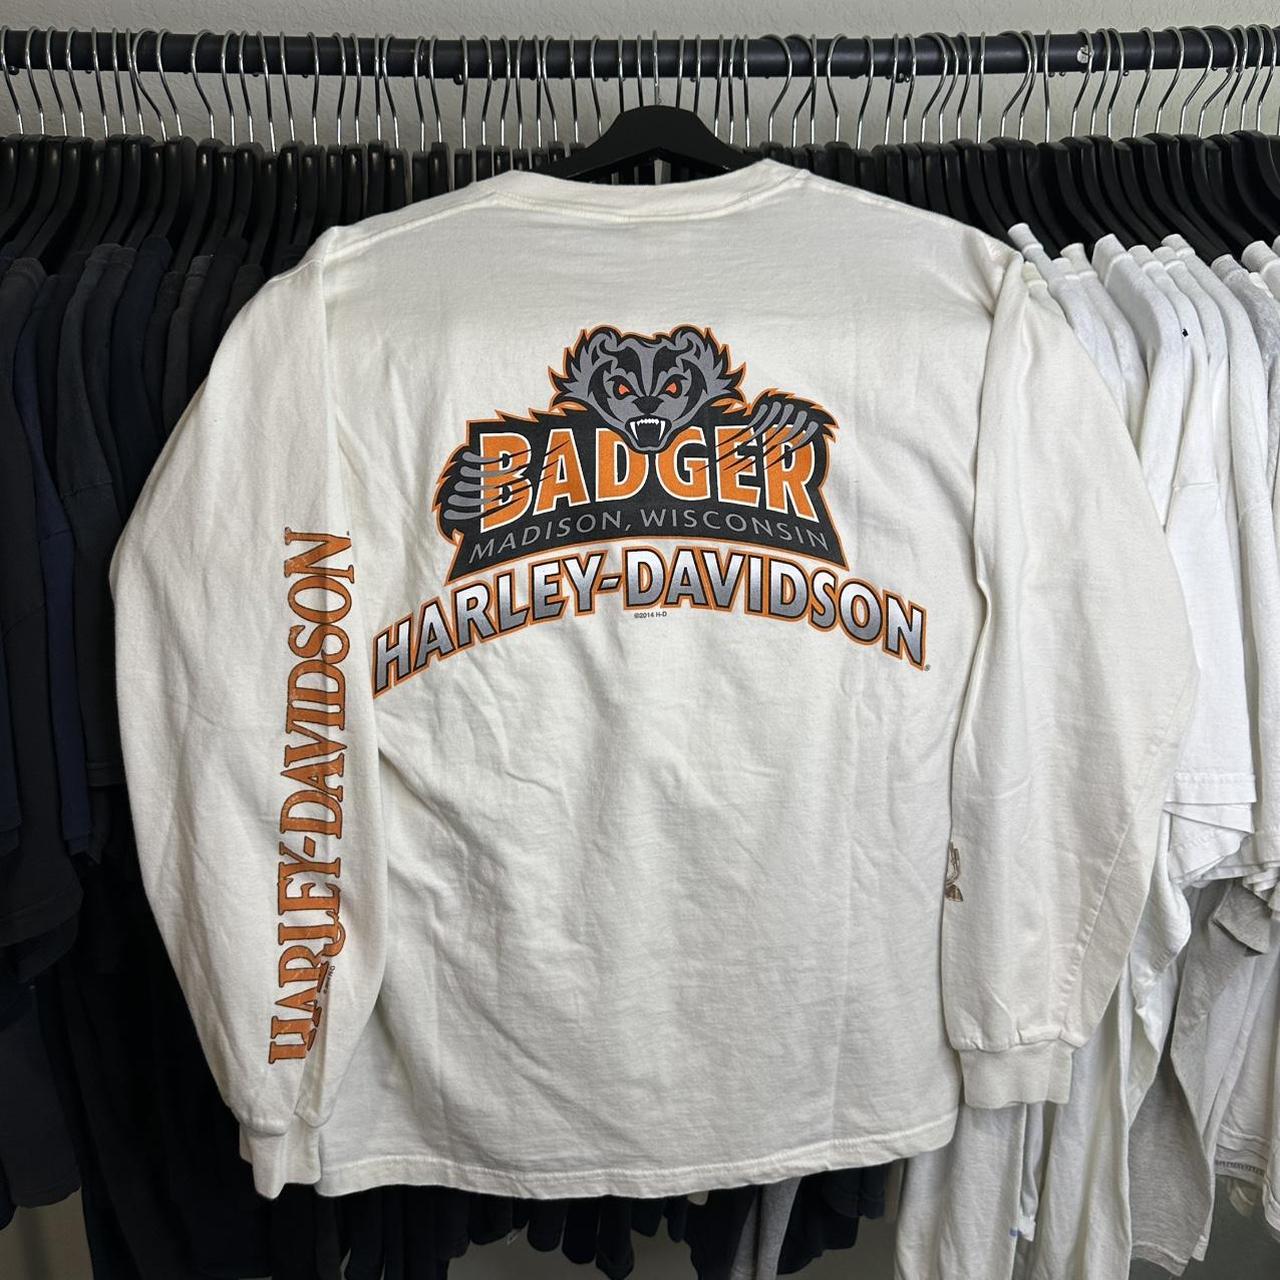 BADGER
MADISON, WISCONSIN
HARLEY-DAVIDSON
©2014 H-D
HARLEY-DAVIDSON